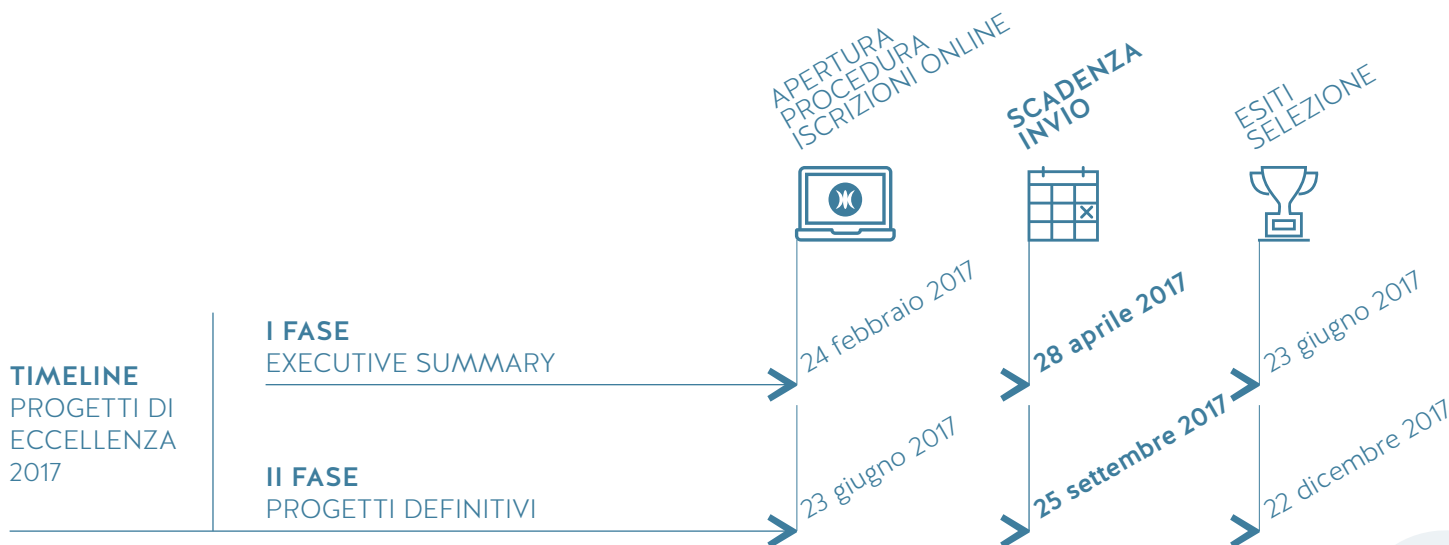 APERTURA
PROCEDURA
ISCRIZIONI ONLINE
SCADENZA
INVIO
ESITI
SELEZIONE
TIMELINE
PROGETTI DI
ECCELLENZA
2017
I FASE
EXECUTIVE SUMMARY
24 febbraio 2017
28 aprile 2017
23 giugno 2017
II FASE
PROGETTI DEFINITIVI
23 giugno 2017
25 settembre 2017
22 dicembre 2017